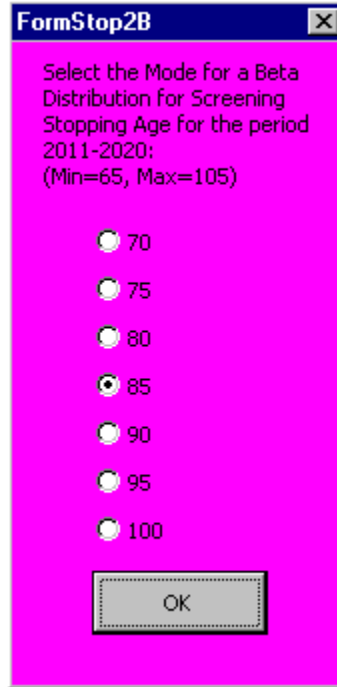 FormStop2B
Select the Mode for a Beta
Distribution for Screening
Stopping Age for the period
2011-2020:
(Min=65, Max=105)
70
75
80
85
90
95
100
OK